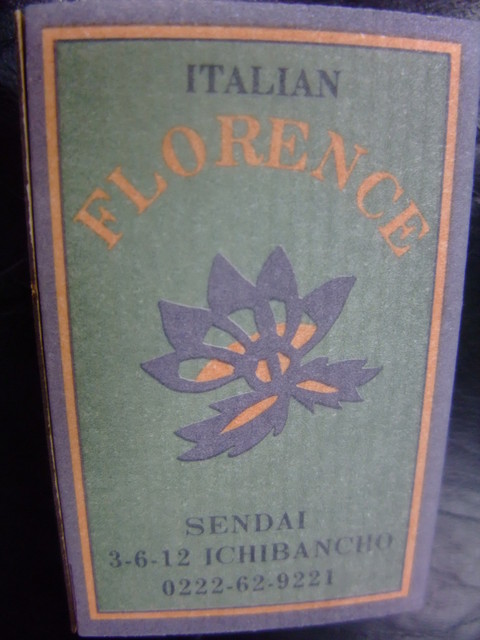 ITALIAN
FLORENCE
SENDAI
3-6-12 ICHIBANCHO
0222-62-9221